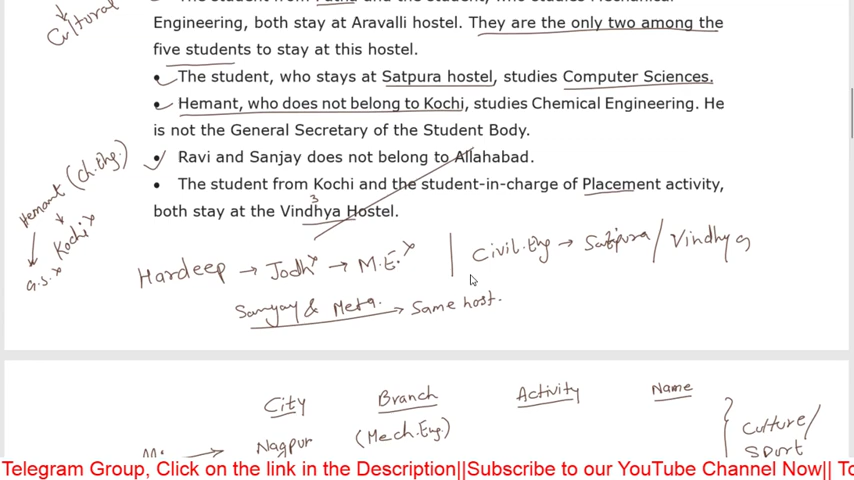 Cultural
Engineering, both stay at Aravalli hostel. They are the only two among the
five students to stay at this hostel.
• The student, who stays at Satpura hostel, studies Computer Sciences.
• Hemant, who does not belong to Kochi, studies Chemical Engineering. He
is not the General Secretary of the Student Body.
• Ravi and Sanjay does not belong to Allahabad.
• The student from Kochi and the student-in-charge of Placement activity,
3
both stay at the Vindhya Hostel.
Hemant (Ch.Eng.)
Kochi x
G.S. x
Hardeep → Jodh x → M.E. x
Civil.Eng → Satpura / Vindhya
Sanjay & Meta. → Same host.
City Branch Activity Name
Nagpur (Mech.Eng.)
Culture/
Sport
Telegram Group, Click on the link in the Description||Subscribe to our YouTube Channel Now|| To